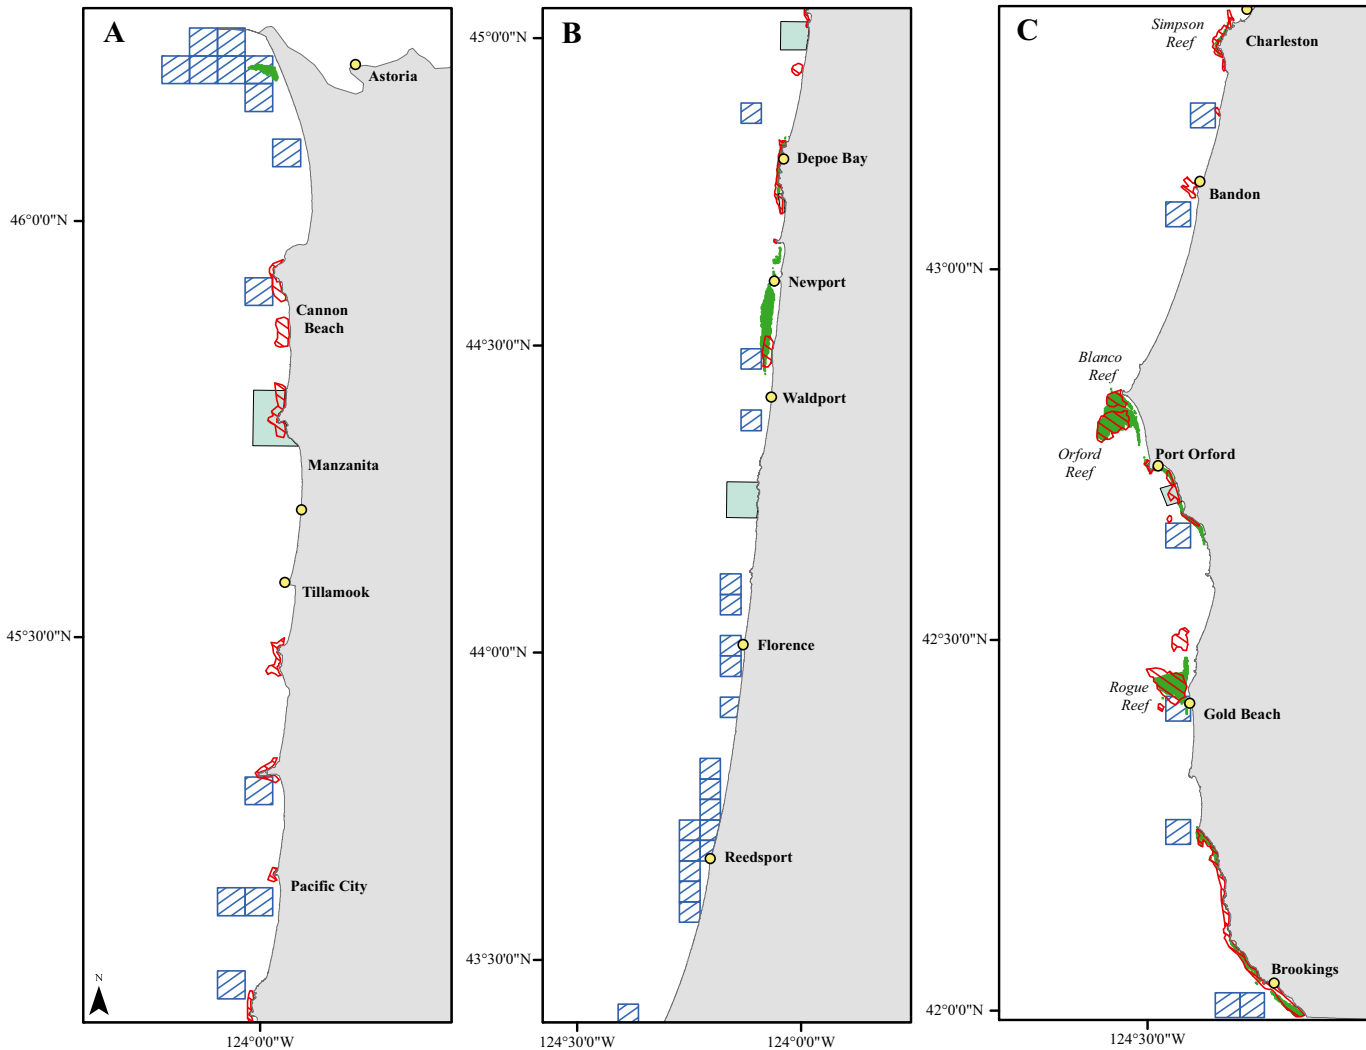 A
Astoria
46°0'0"N
Cannon
Beach
Manzanita
Tillamook
45°30'0"N
Pacific City
N
124°0'0"W
B
45°0'0"N
Depoe Bay
Newport
44°30'0"N
Waldport
44°0'0"N
Florence
Reedsport
43°30'0"N
124°30'0"W
124°0'0"W
C
Simpson
Reef
Charleston
Bandon
43°0'0"N
Blanco
Reef
Orford
Reef
Port Orford
42°30'0"N
Rogue
Reef
Gold Beach
Brookings
42°0'0"N
124°30'0"W